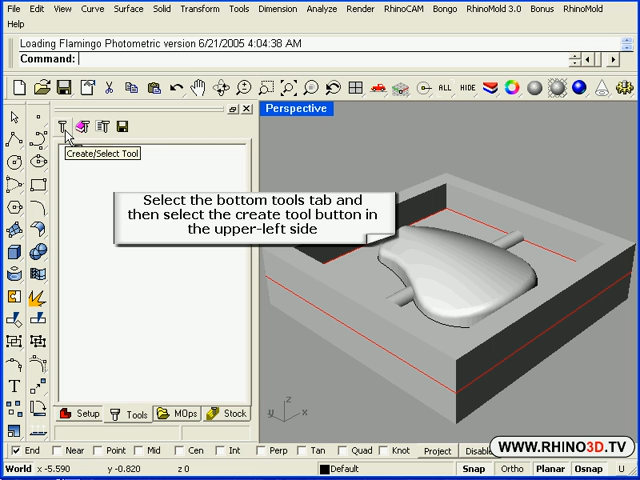 File Edit View Curve Surface Solid Transform Tools Dimension Analyze Render RhinoCAM Bongo RhinoMold 3.0 Bonus RhinoMold
Help
Loading Flamingo Photometric version 6/21/2005 4:04:38 AM
Command:
ALL HIDE
Perspective
Create/Select Tool
Select the bottom tools tab and
then select the create tool button in
the upper-left side
z
y x
Setup Tools MOps Stock
End Near Point Mid Cen Int Perp Tan Quad Knot Project Disable
WWW.RHINO3D.TV
World x -5.590 y -0.820 z 0 Default Snap Ortho Planar Osnap U